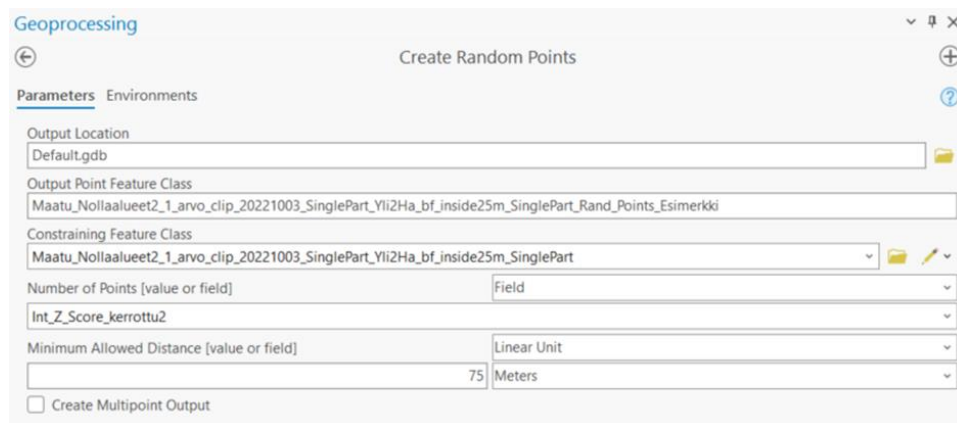 Geoprocessing
Create Random Points
Parameters Environments
Output Location
Default.gdb
Output Point Feature Class
Maatu_Nollaalueet2_1_arvo_clip_20221003_SinglePart_Yli2Ha_bf_inside25m_SinglePart_Rand_Points_Esimerkki
Constraining Feature Class
Maatu_Nollaalueet2_1_arvo_clip_20221003_SinglePart_Yli2Ha_bf_inside25m_SinglePart
Number of Points [value or field] Field
Int_Z_Score_kerrottu2
Minimum Allowed Distance [value or field] Linear Unit
75 Meters
Create Multipoint Output